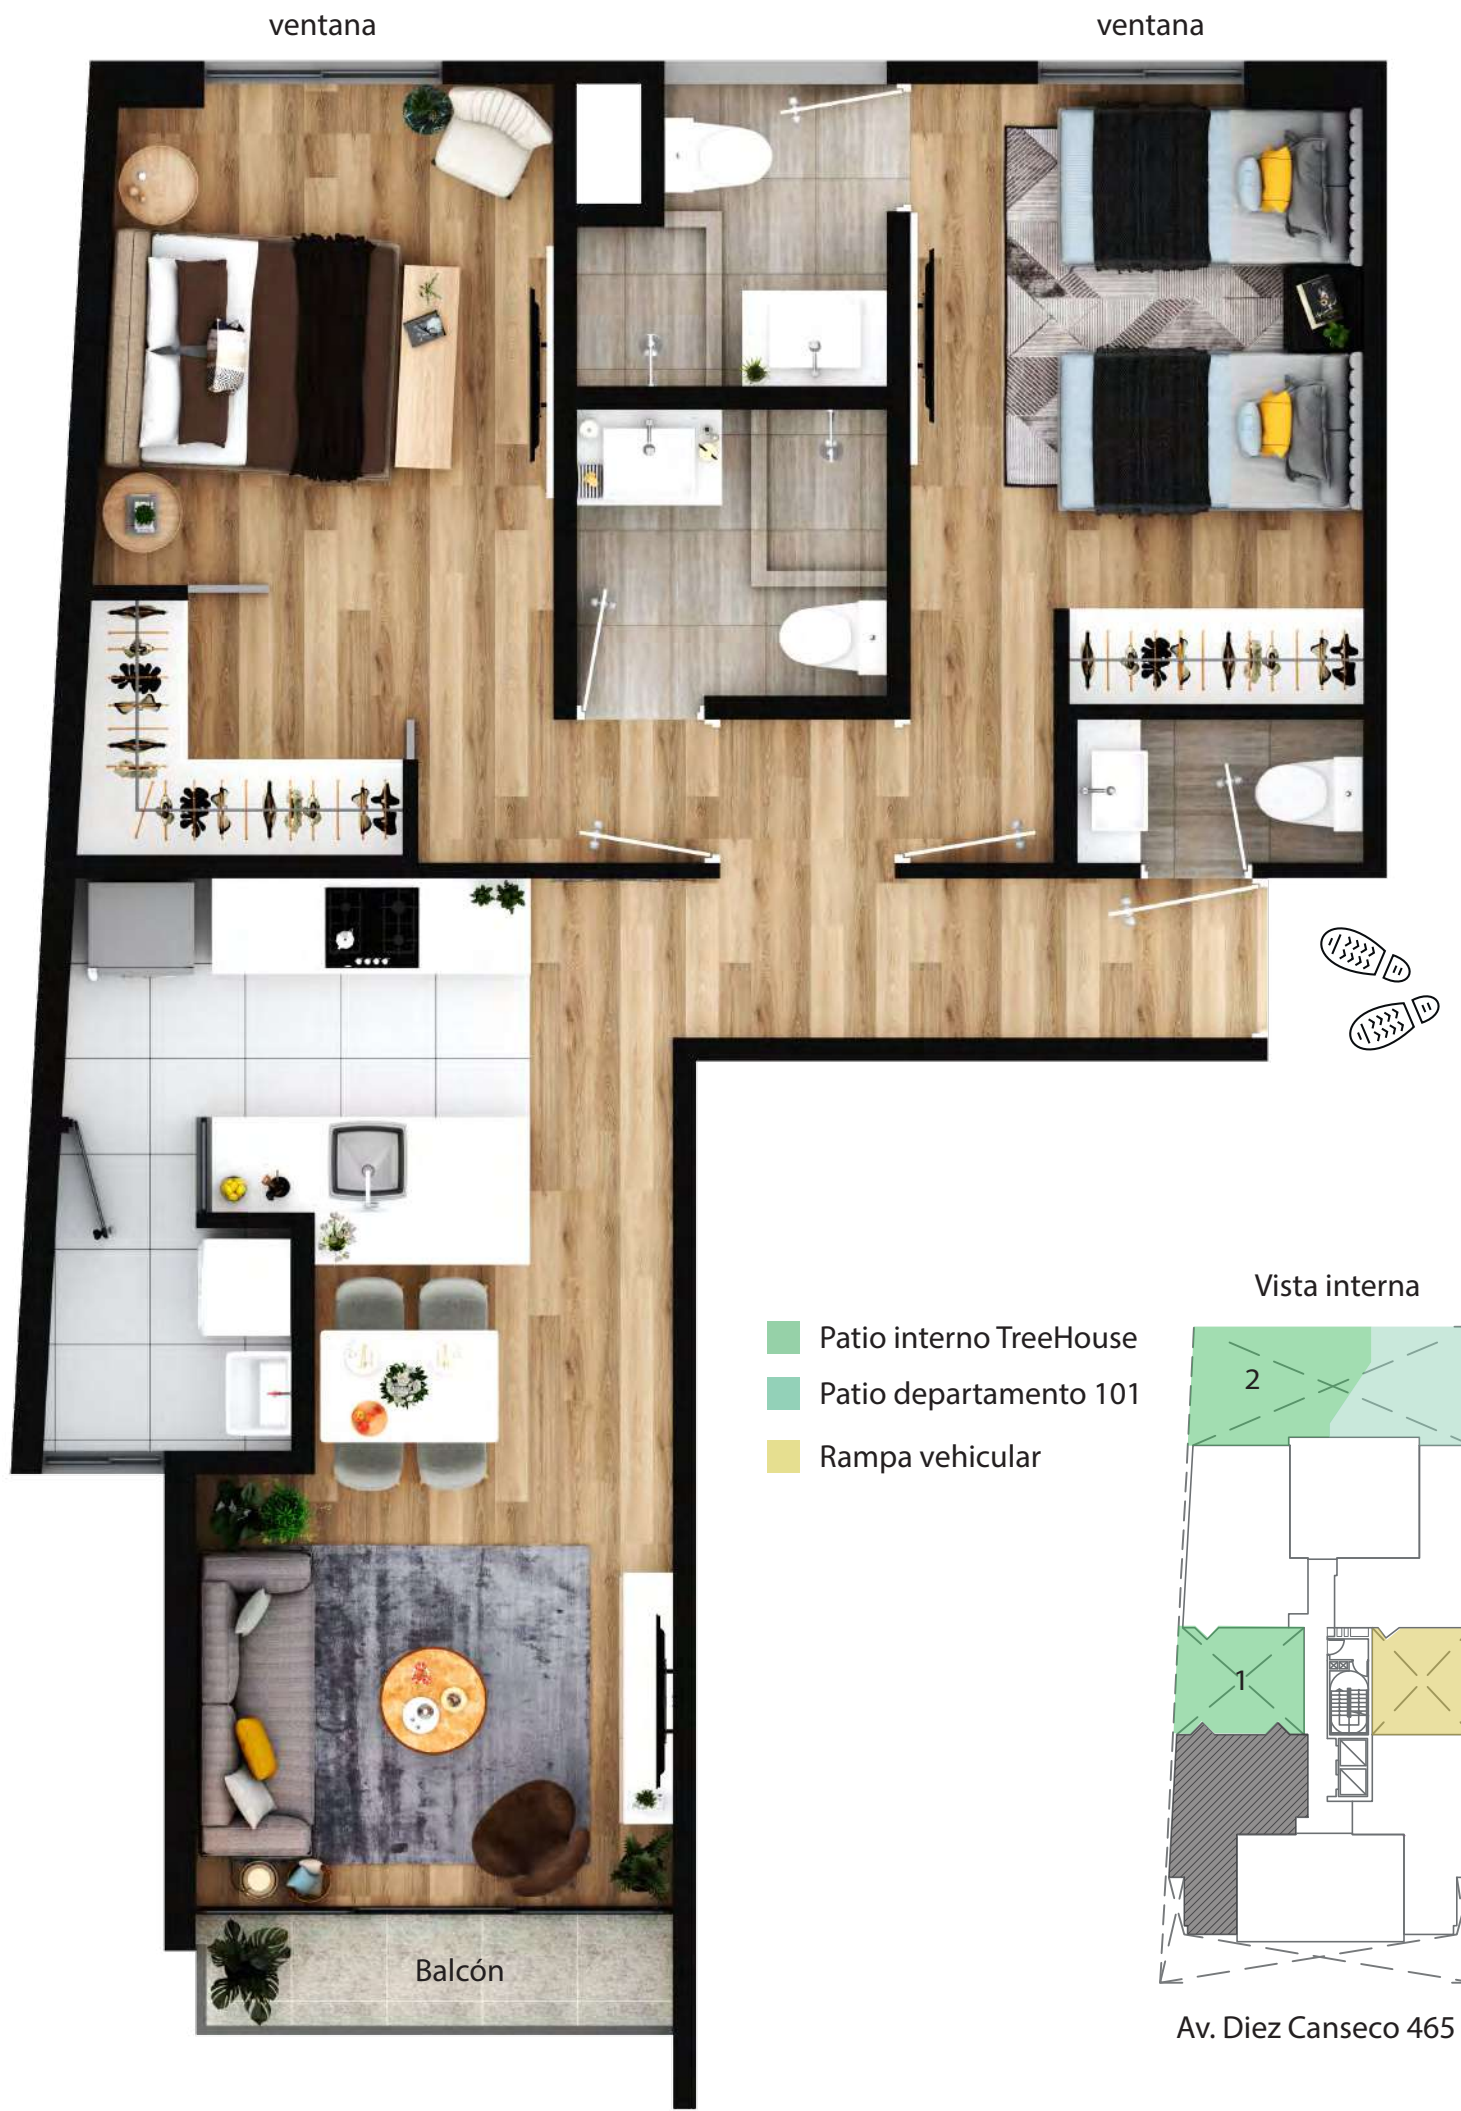 ventana
ventana
Vista interna
Patio interno TreeHouse
Patio departamento 101
Rampa vehicular
2
1
Balcón
Av. Diez Canseco 465